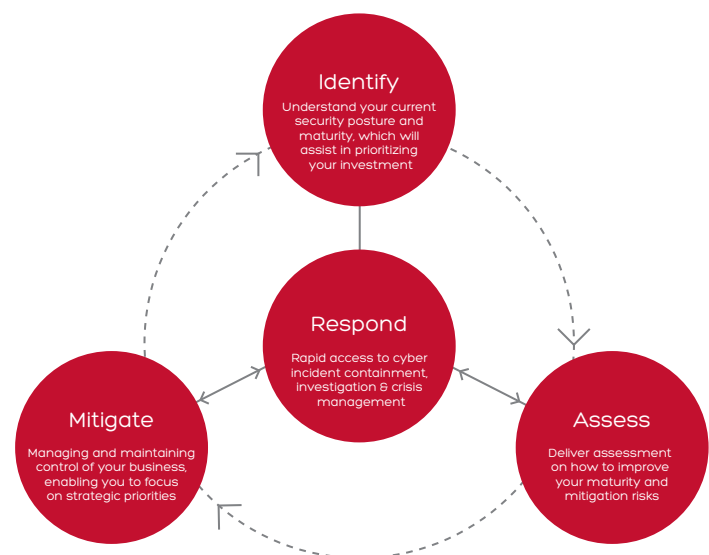 Identify
Understand your current
security posture and
maturity, which will
assist in prioritizing
your investment
Respond
Rapid access to cyber
incident containment,
investigation & crisis
management
Mitigate
Managing and maintaining
control of your business,
enabling you to focus
on strategic priorities
Assess
Deliver assessment
on how to improve
your maturity and
mitigation risks